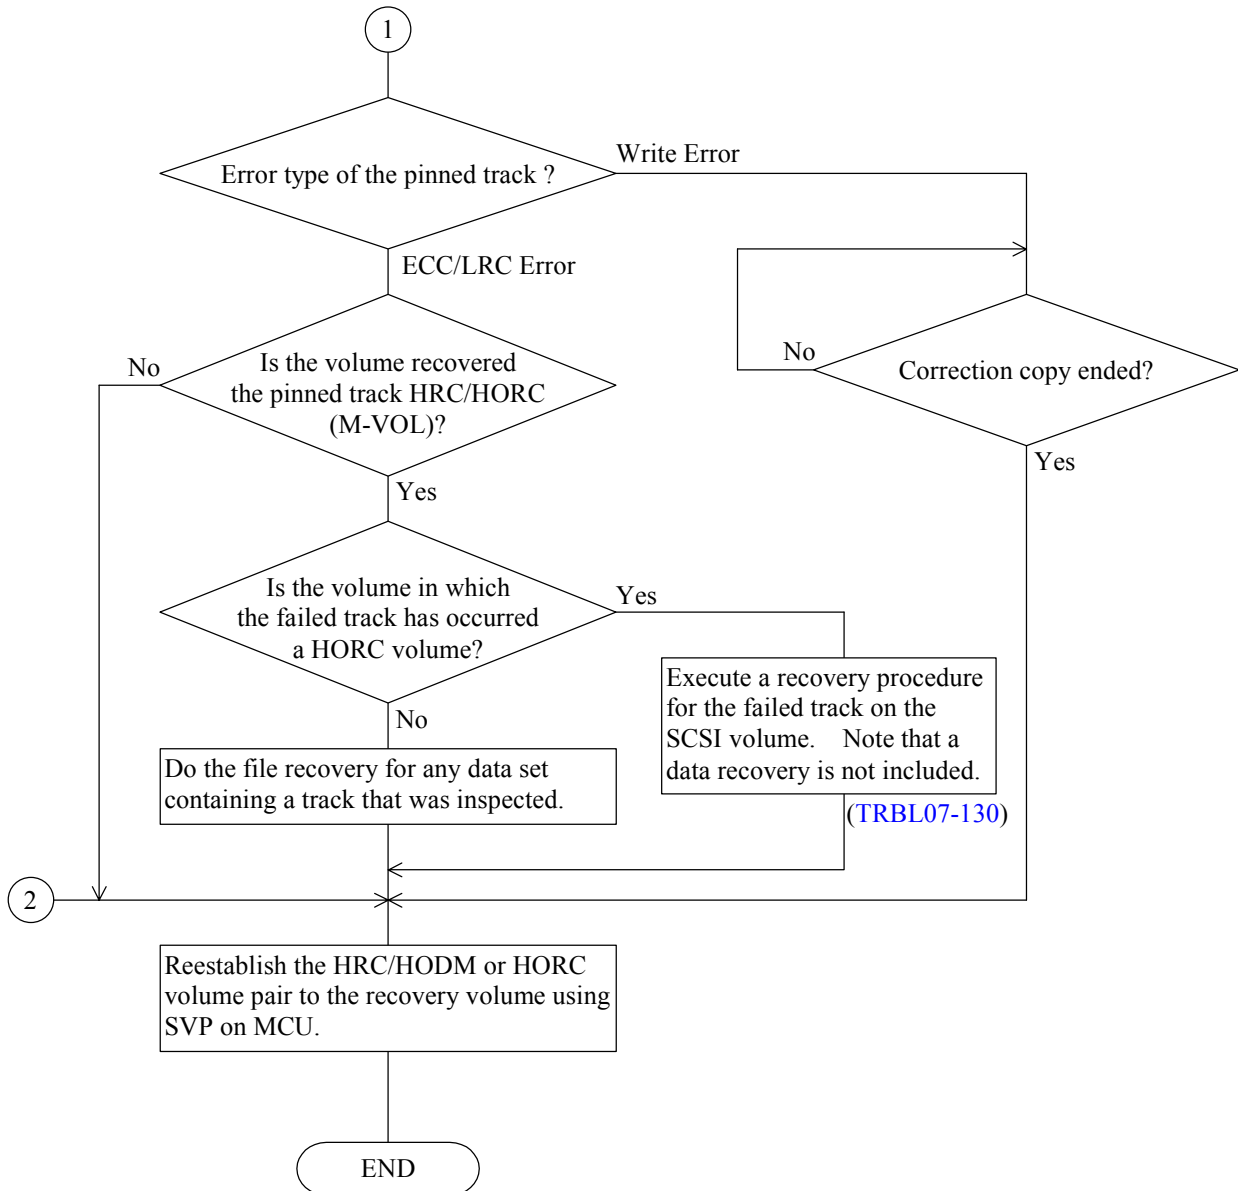 1
Write Error
Error type of the pinned track ?
ECC/LRC Error
No
Is the volume recovered
the pinned track HRC/HORC
(M-VOL)?
No
Correction copy ended?
Yes
Yes
Is the volume in which
the failed track has occurred
a HORC volume?
Yes
Execute a recovery procedure
for the failed track on the
SCSI volume. Note that a
data recovery is not included.
(TRBL07-130)
No
Do the file recovery for any data set
containing a track that was inspected.
2
Reestablish the HRC/HODM or HORC
volume pair to the recovery volume using
SVP on MCU.
END